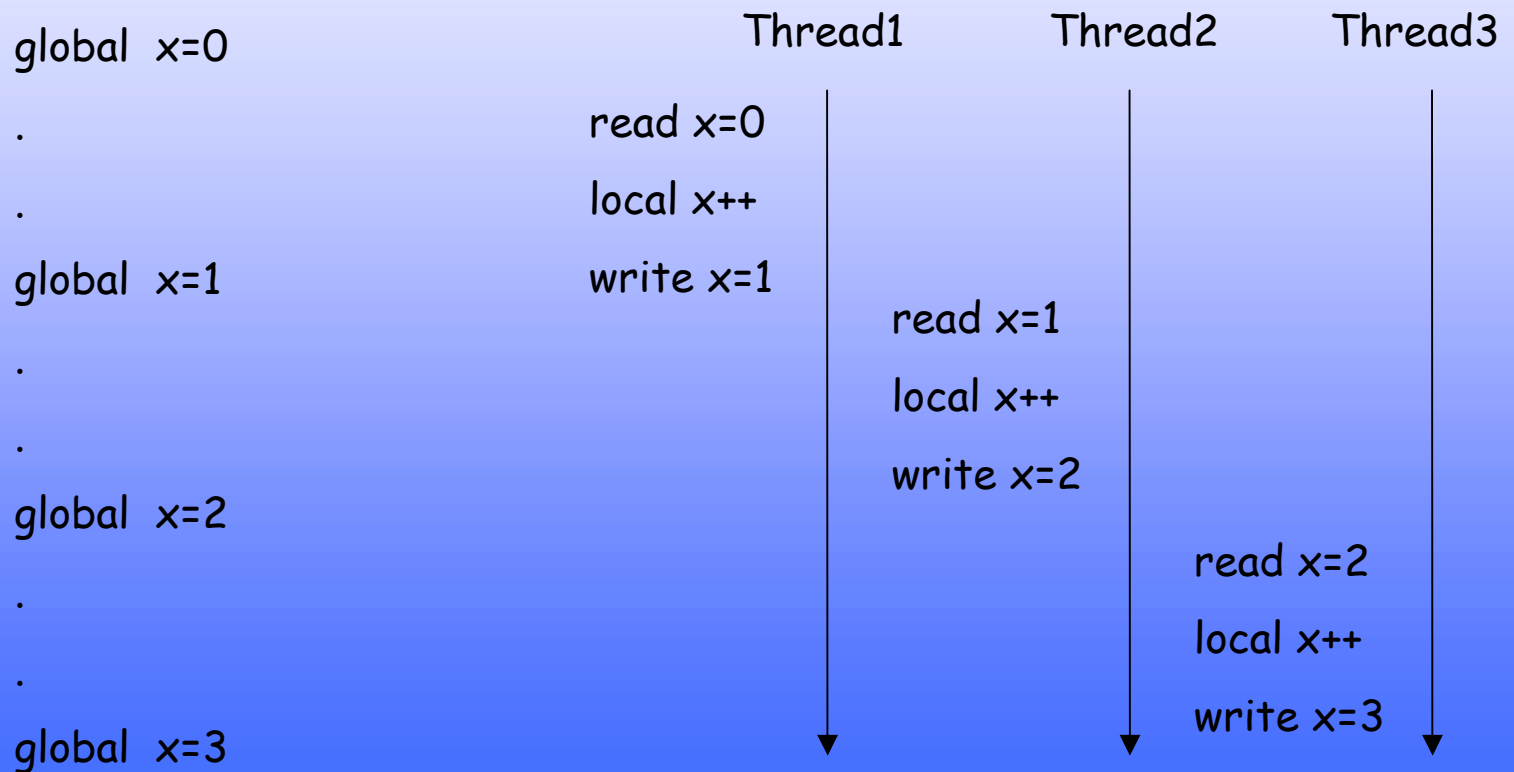 Thread1 Thread2 Thread3
global x=0
.
read x=0
.
local x++
global x=1
write x=1
read x=1
.
local x++
.
write x=2
global x=2
read x=2
.
local x++
.
write x=3
global x=3